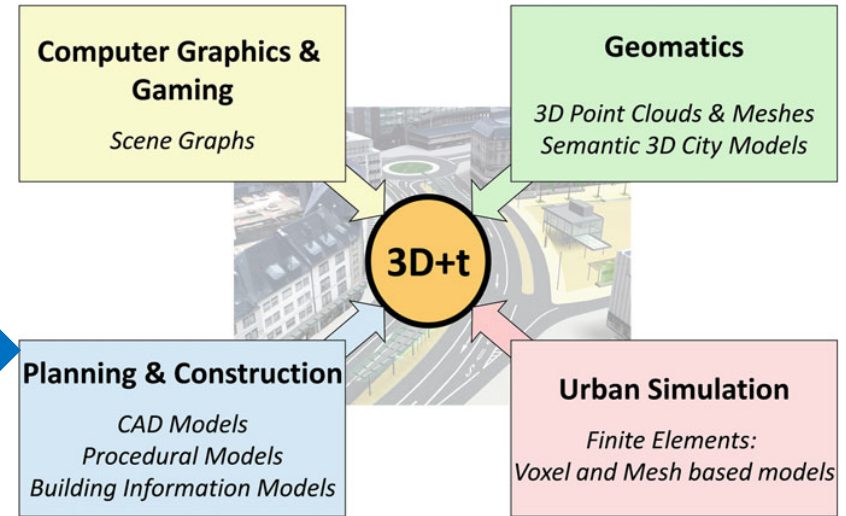 Computer Graphics &
Gaming
Scene Graphs
Geomatics
3D Point Clouds & Meshes
Semantic 3D City Models
3D+t
Planning & Construction
CAD Models
Procedural Models
Building Information Models
Urban Simulation
Finite Elements:
Voxel and Mesh based models